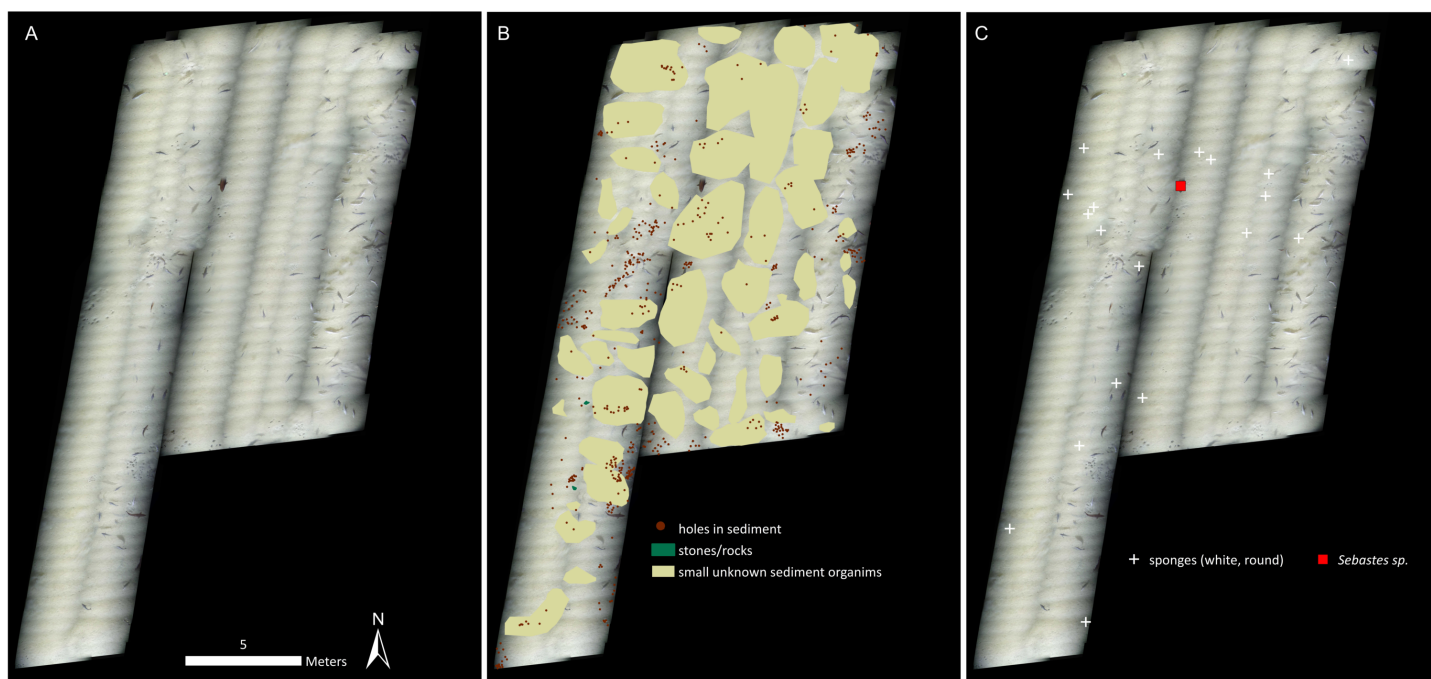 A
B
C
holes in sediment
stones/rocks
small unknown sediment organims
sponges (white, round)
Sebastes sp.
N
5
Meters